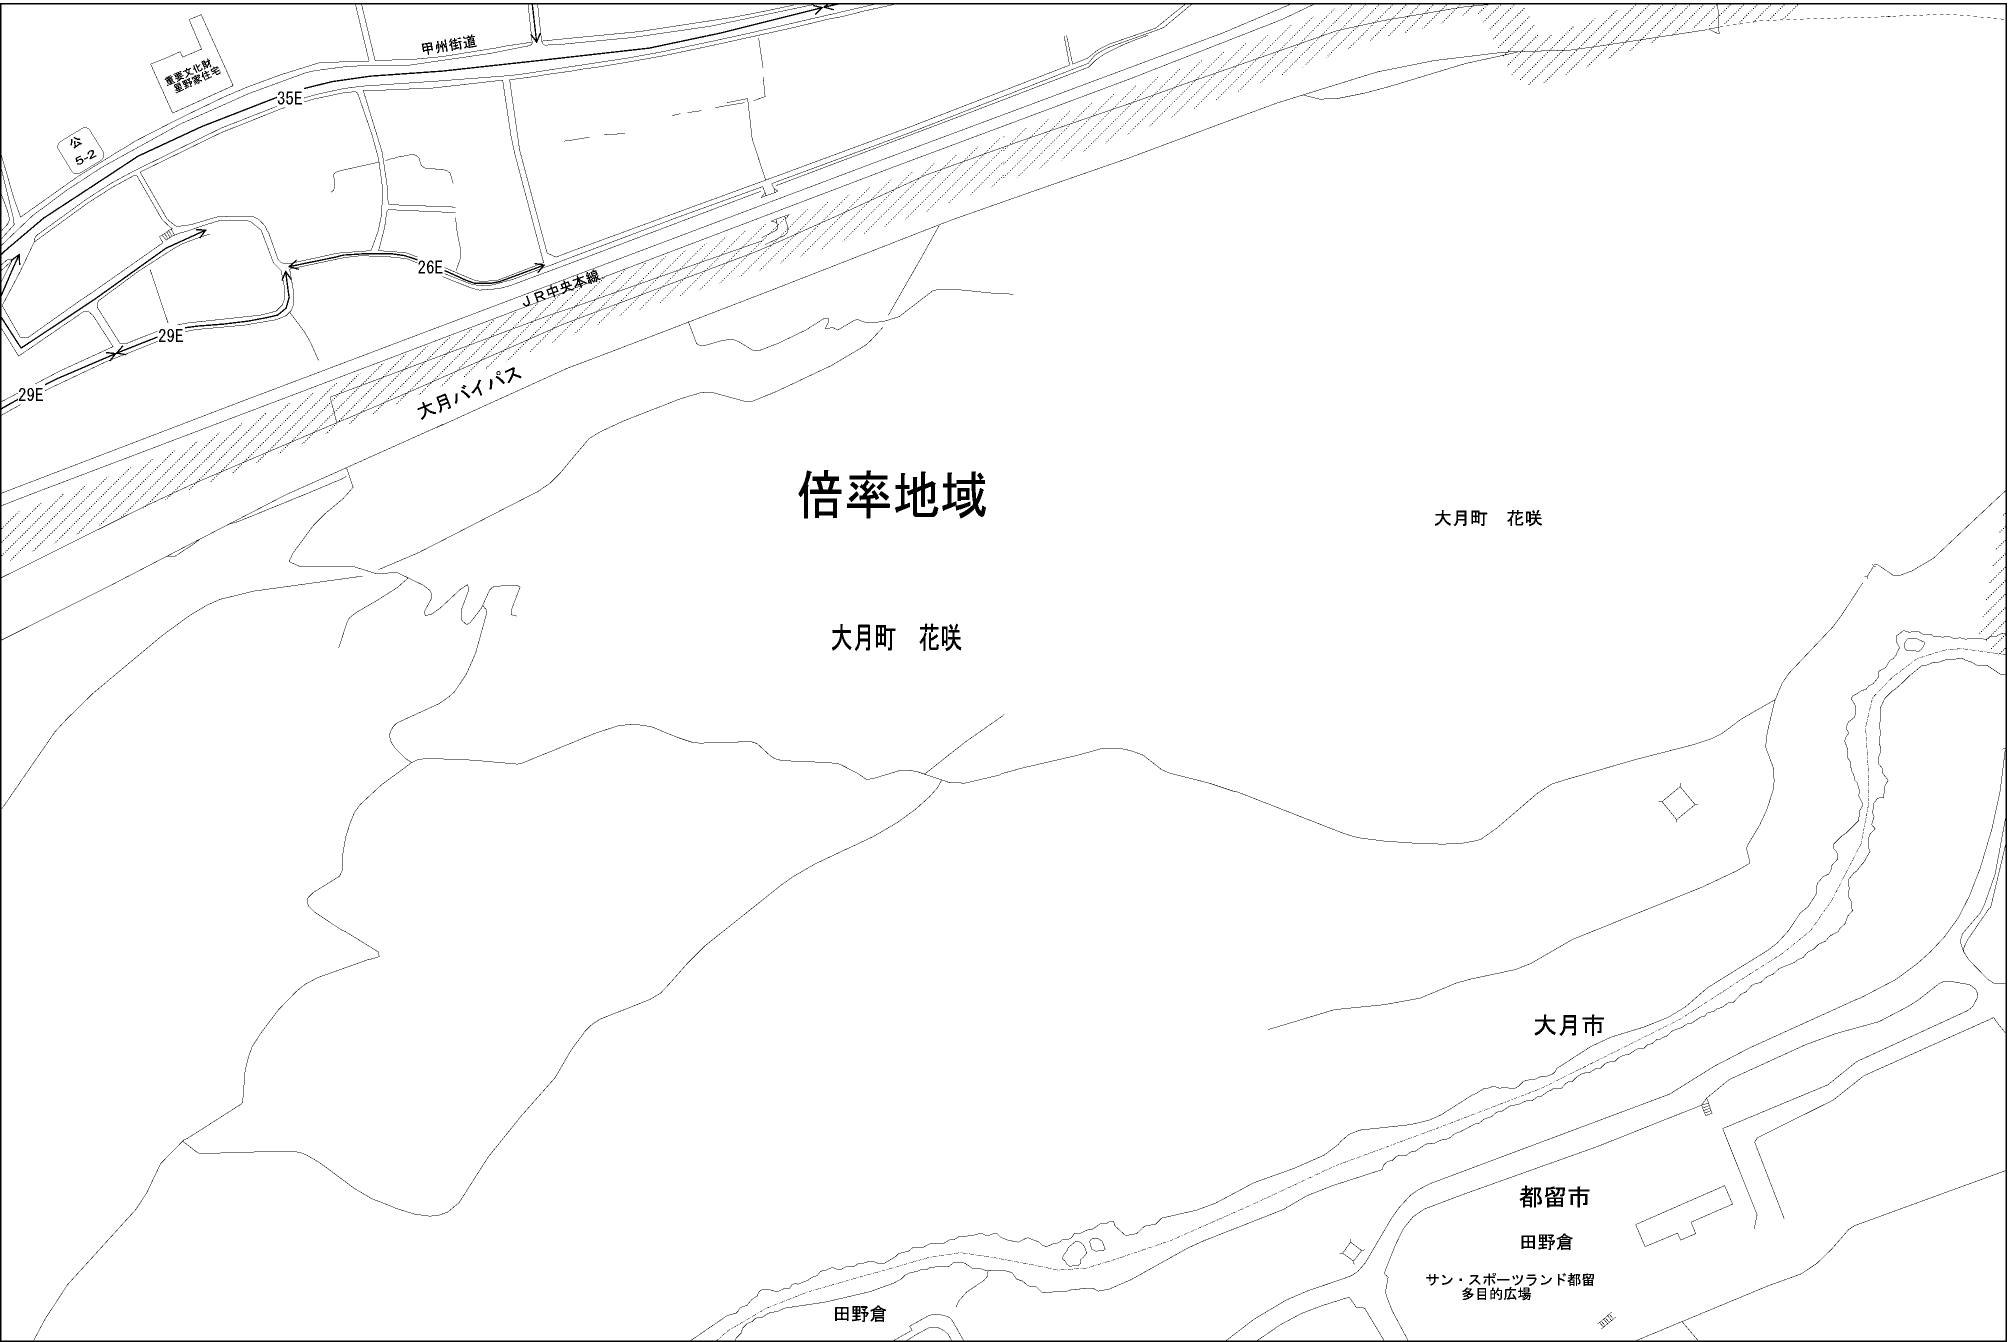 甲州街道
重要文化財
星野家住宅
35E
公
5-2
26E
JR中央本線
29E
29E
大月バイパス
倍率地域
大月町 花咲
大月町 花咲
大月市
都留市
田野倉
サン・スポーツランド都留
多目的広場
田野倉